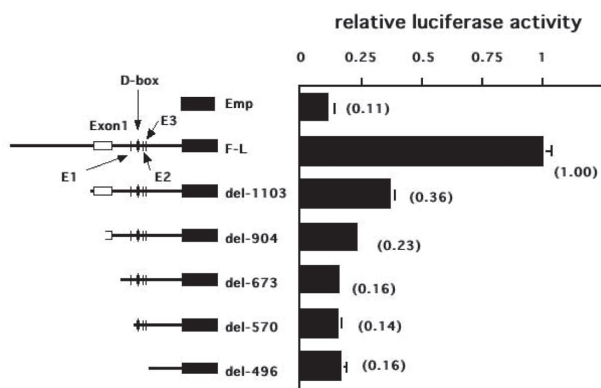 relative luciferase activity
0 0.25 0.5 0.75 1
D-box
Emp (0.11)
Exon1 E3
F-L (1.00)
E1 E2
del-1103 (0.36)
del-904 (0.23)
del-673 (0.16)
del-570 (0.14)
del-496 (0.16)